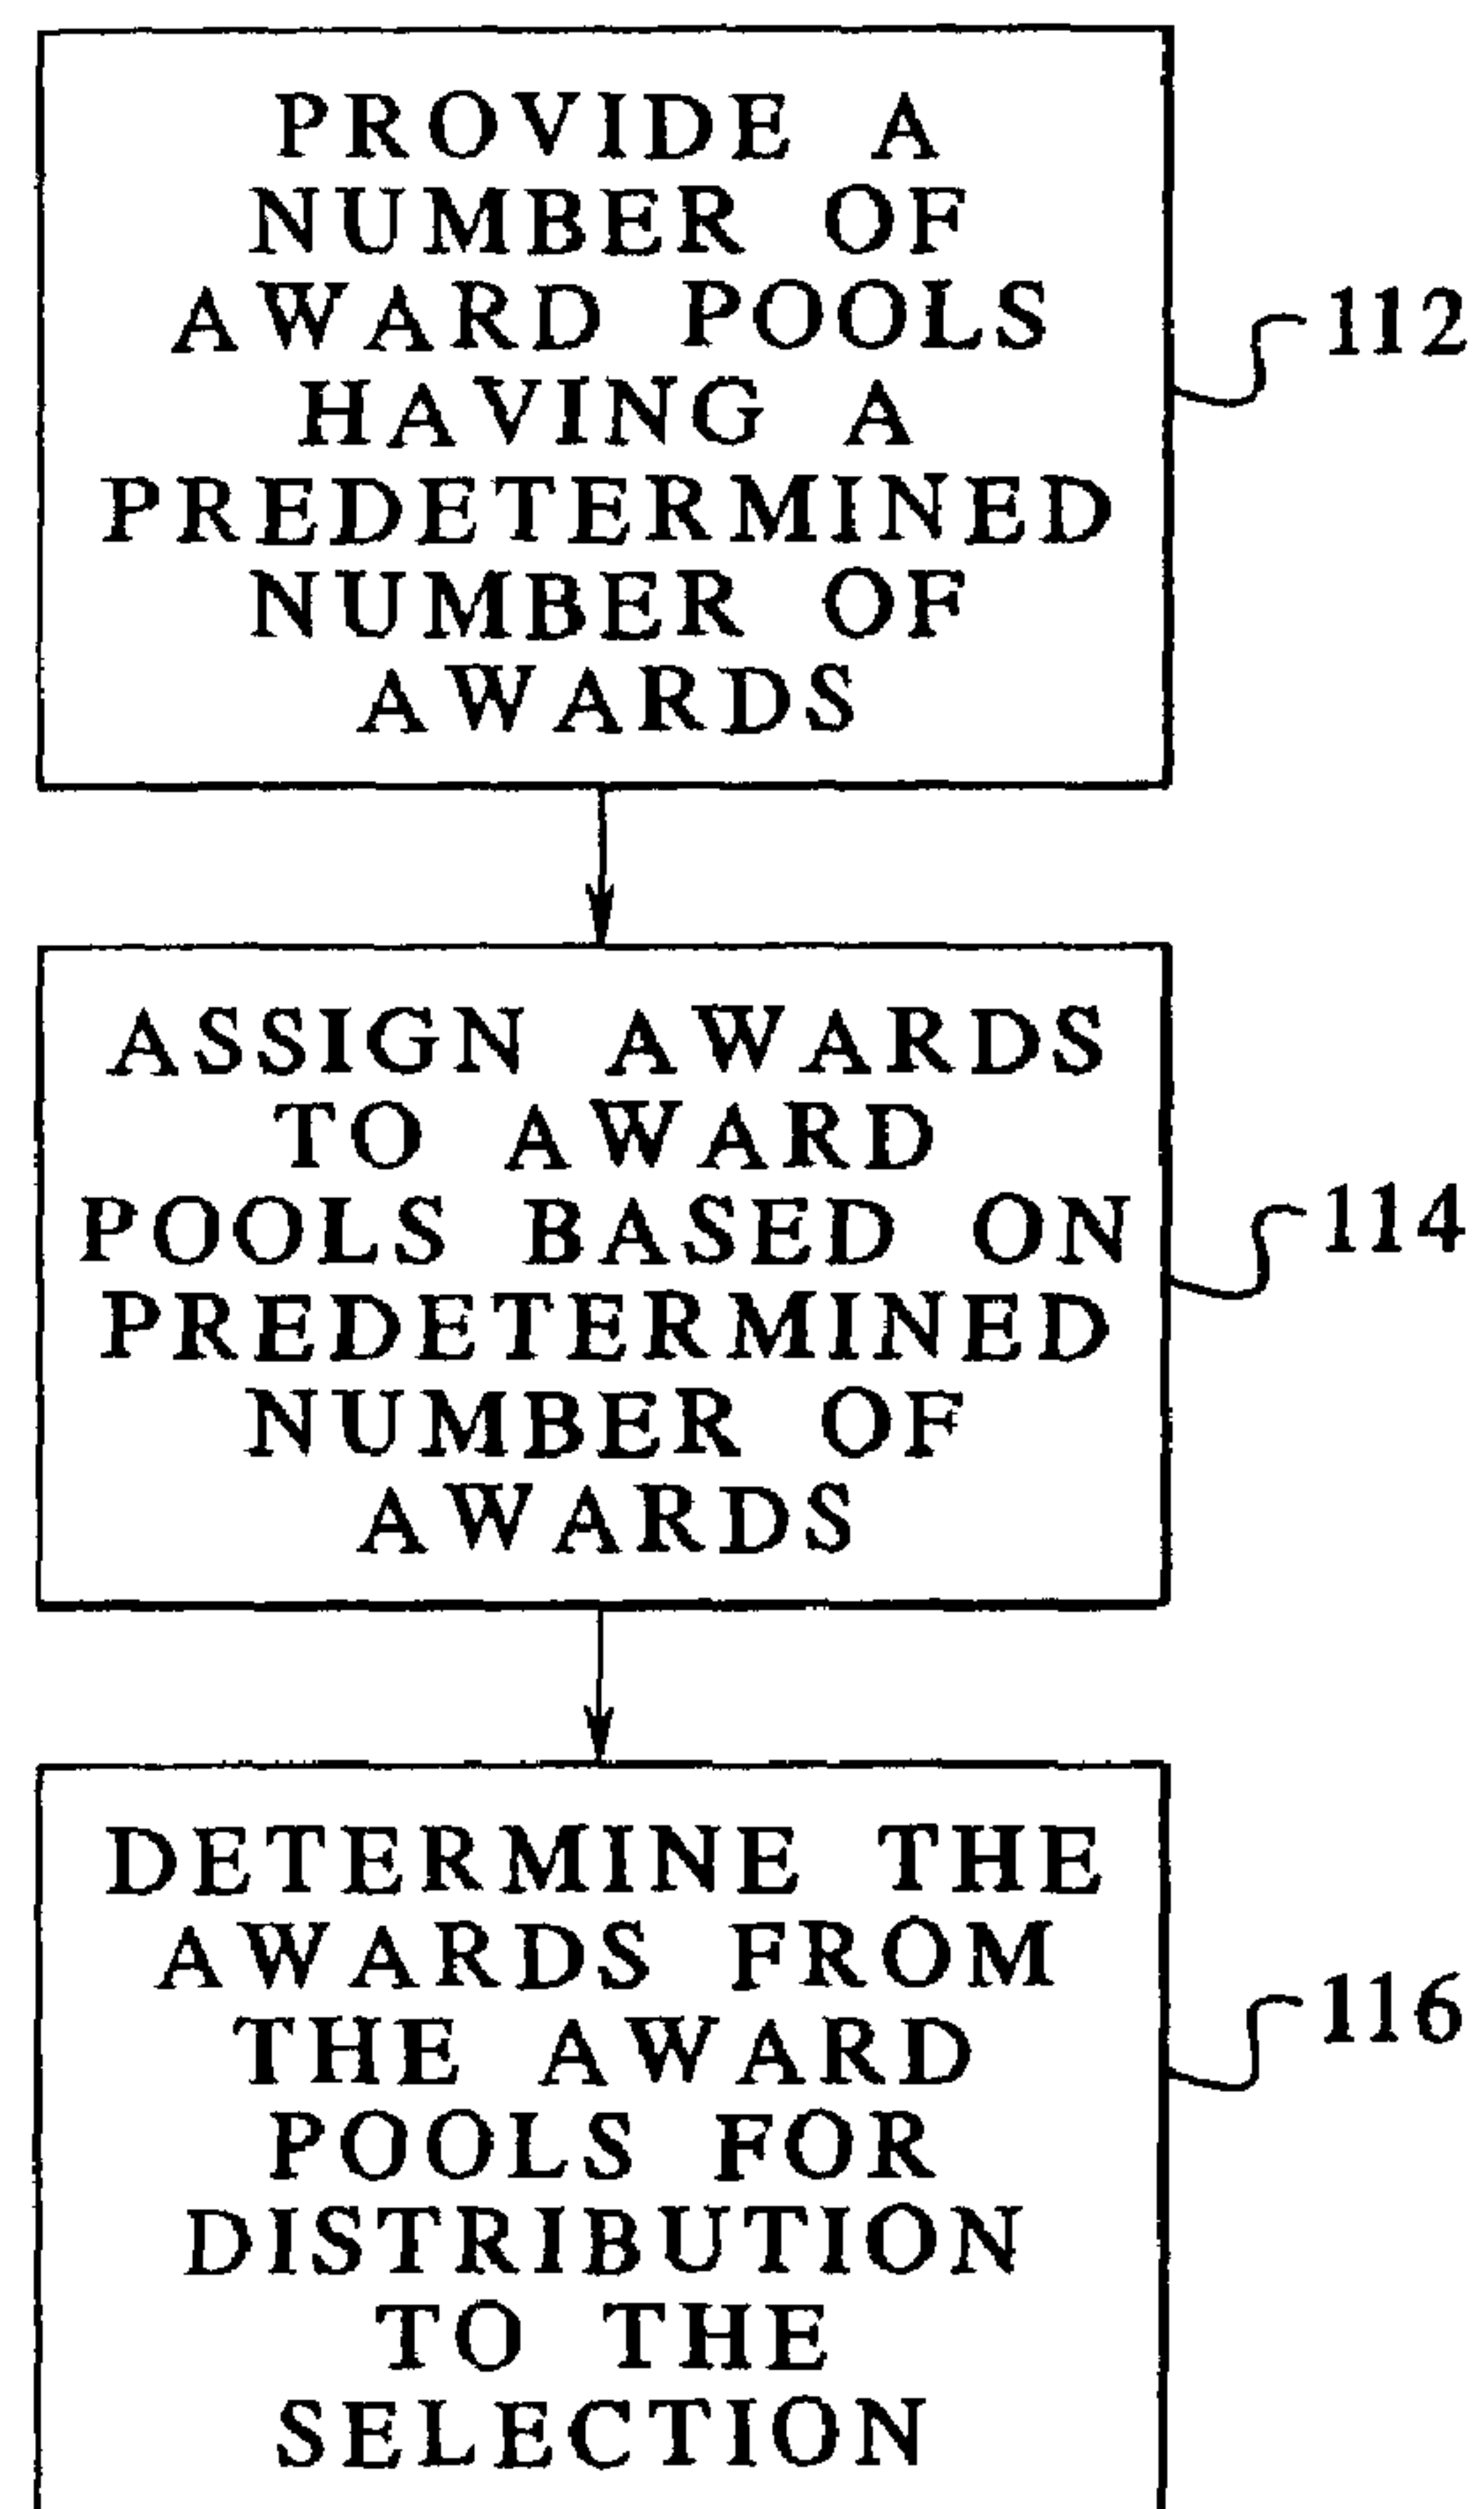 PROVIDE A
NUMBER OF
AWARD POOLS
HAVING A
PREDETERMINED
NUMBER OF
AWARDS
112
ASSIGN AWARDS
TO AWARD
POOLS BASED ON
PREDETERMINED
NUMBER OF
AWARDS
114
DETERMINE THE
AWARDS FROM
THE AWARD
POOLS FOR
DISTRIBUTION
TO THE
SELECTION
116